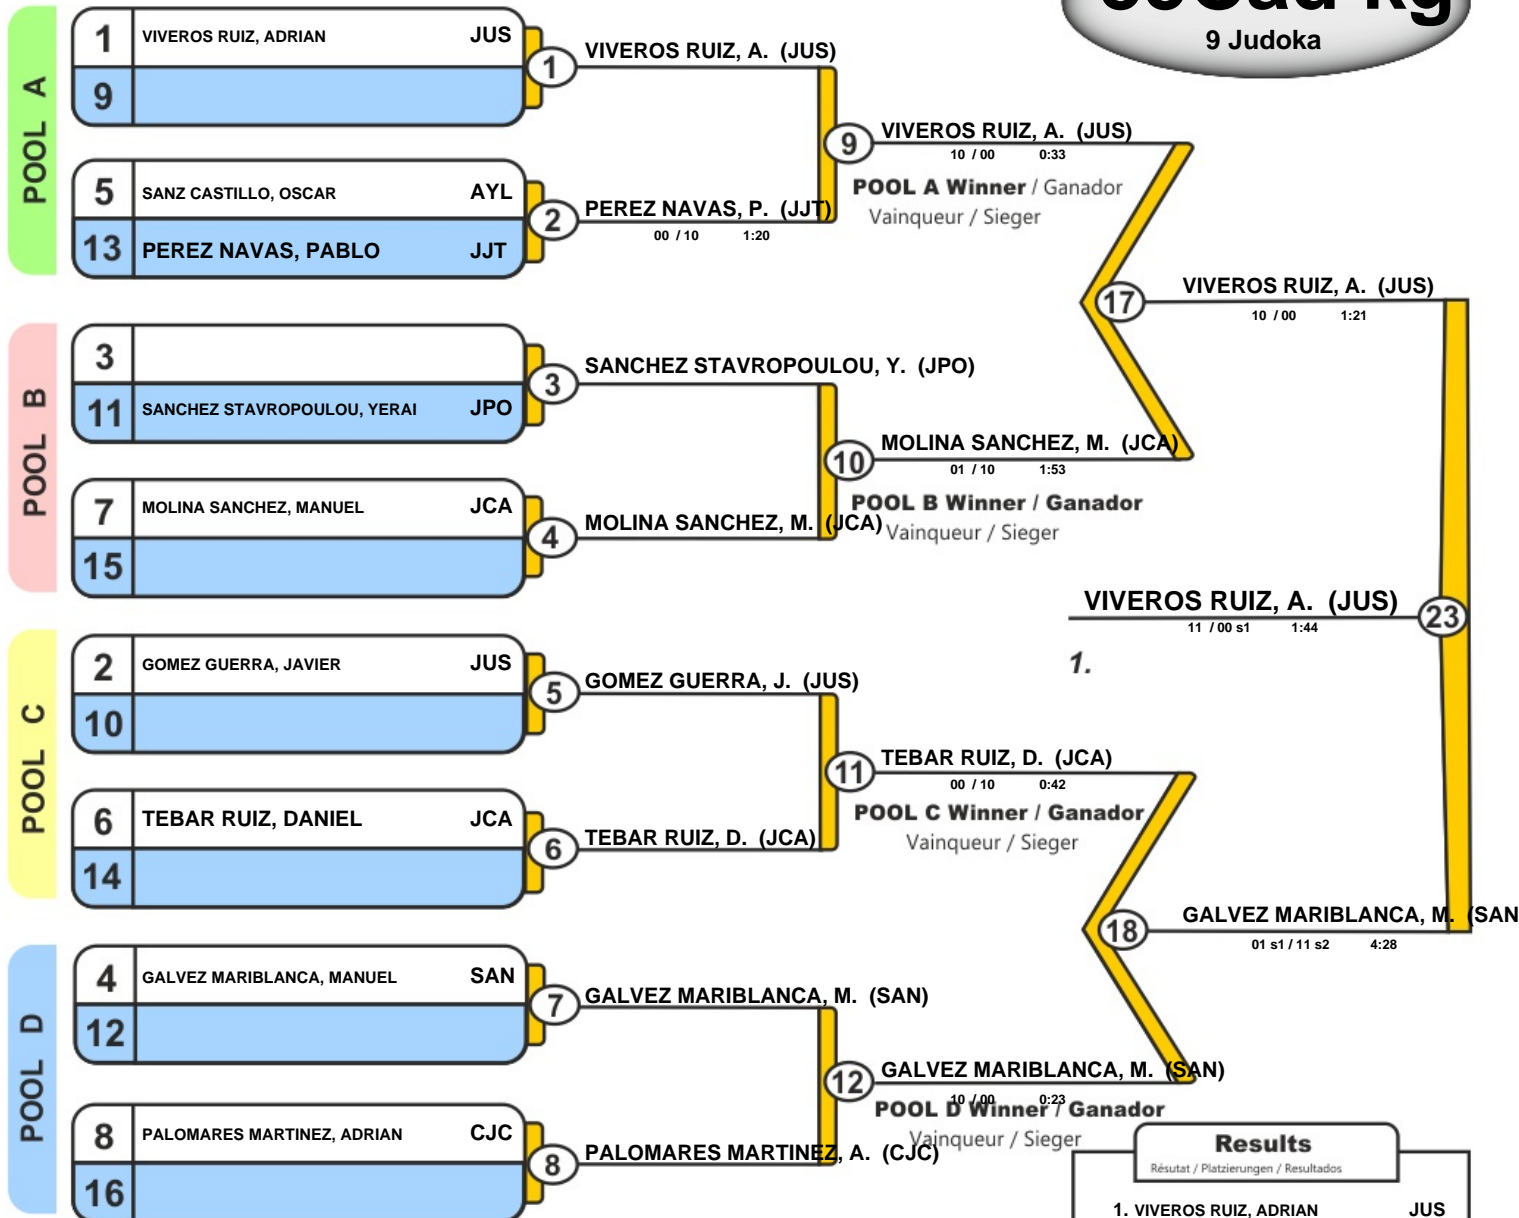 9 Judoka
POOL A
1 VIVEROS RUIZ, ADRIAN JUS
9
1
VIVEROS RUIZ, A. (JUS)
5 SANZ CASTILLO, OSCAR AYL
13 PEREZ NAVAS, PABLO JJT
2
PEREZ NAVAS, P. (JJT)
00 / 10 1:20
9
VIVEROS RUIZ, A. (JUS)
10 / 00 0:33
POOL A Winner / Ganador
Vainqueur / Sieger
POOL B
3
11 SANCHEZ STAVROPOULOU, YERAI JPO
3
SANCHEZ STAVROPOULOU, Y. (JPO)
7 MOLINA SANCHEZ, MANUEL JCA
15
4
MOLINA SANCHEZ, M. (JCA)
10
MOLINA SANCHEZ, M. (JCA)
01 / 10 1:53
POOL B Winner / Ganador
Vainqueur / Sieger
17
VIVEROS RUIZ, A. (JUS)
10 / 00 1:21
VIVEROS RUIZ, A. (JUS)
23
11 / 00 s1 1:44
1.
POOL C
2 GOMEZ GUERRA, JAVIER JUS
10
5
GOMEZ GUERRA, J. (JUS)
6 TEBAR RUIZ, DANIEL JCA
14
6
TEBAR RUIZ, D. (JCA)
11
TEBAR RUIZ, D. (JCA)
00 / 10 0:42
POOL C Winner / Ganador
Vainqueur / Sieger
18
GALVEZ MARIBLANCA, M. (SAN
01 s1 / 11 s2 4:28
POOL D
4 GALVEZ MARIBLANCA, MANUEL SAN
12
7
GALVEZ MARIBLANCA, M. (SAN)
8 PALOMARES MARTINEZ, ADRIAN CJC
16
8
PALOMARES MARTINEZ, A. (CJC)
12
GALVEZ MARIBLANCA, M. (SAN)
10 / 00 0:23
POOL D Winner / Ganador
Vainqueur / Sieger
Results
Résutat / Platzierungen / Resultados
1. VIVEROS RUIZ, ADRIAN JUS